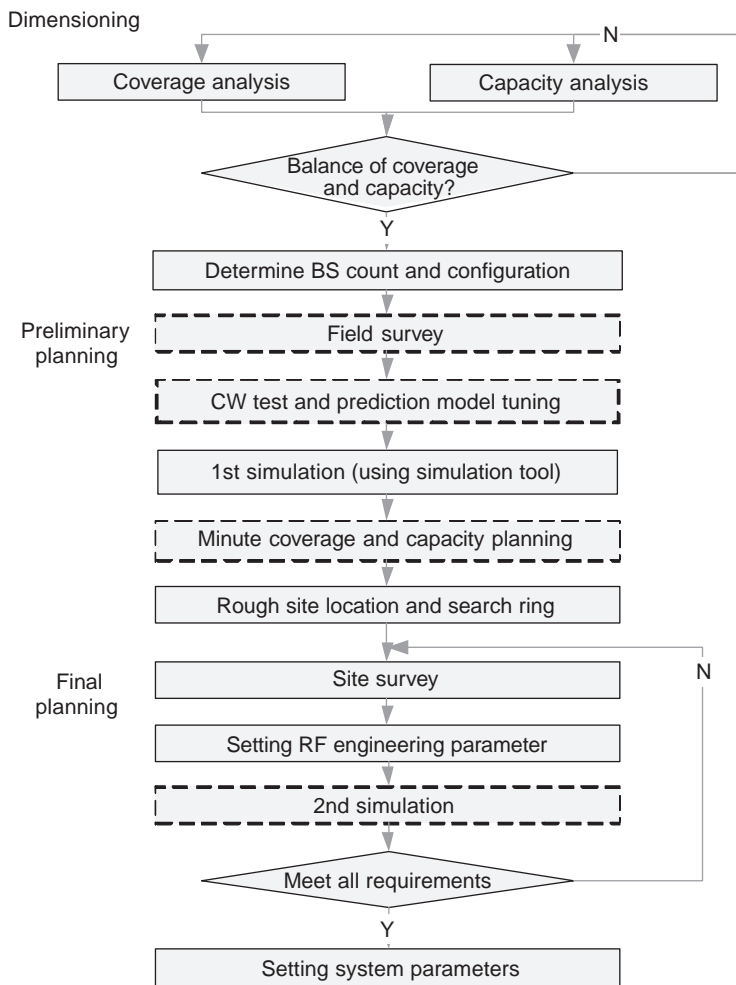 Dimensioning
N
Coverage analysis
Capacity analysis
Balance of coverage
and capacity?
Y
Determine BS count and configuration
Preliminary
planning
Field survey
CW test and prediction model tuning
1st simulation (using simulation tool)
Minute coverage and capacity planning
Rough site location and search ring
N
Final
planning
Site survey
Setting RF engineering parameter
2nd simulation
Meet all requirements
Y
Setting system parameters